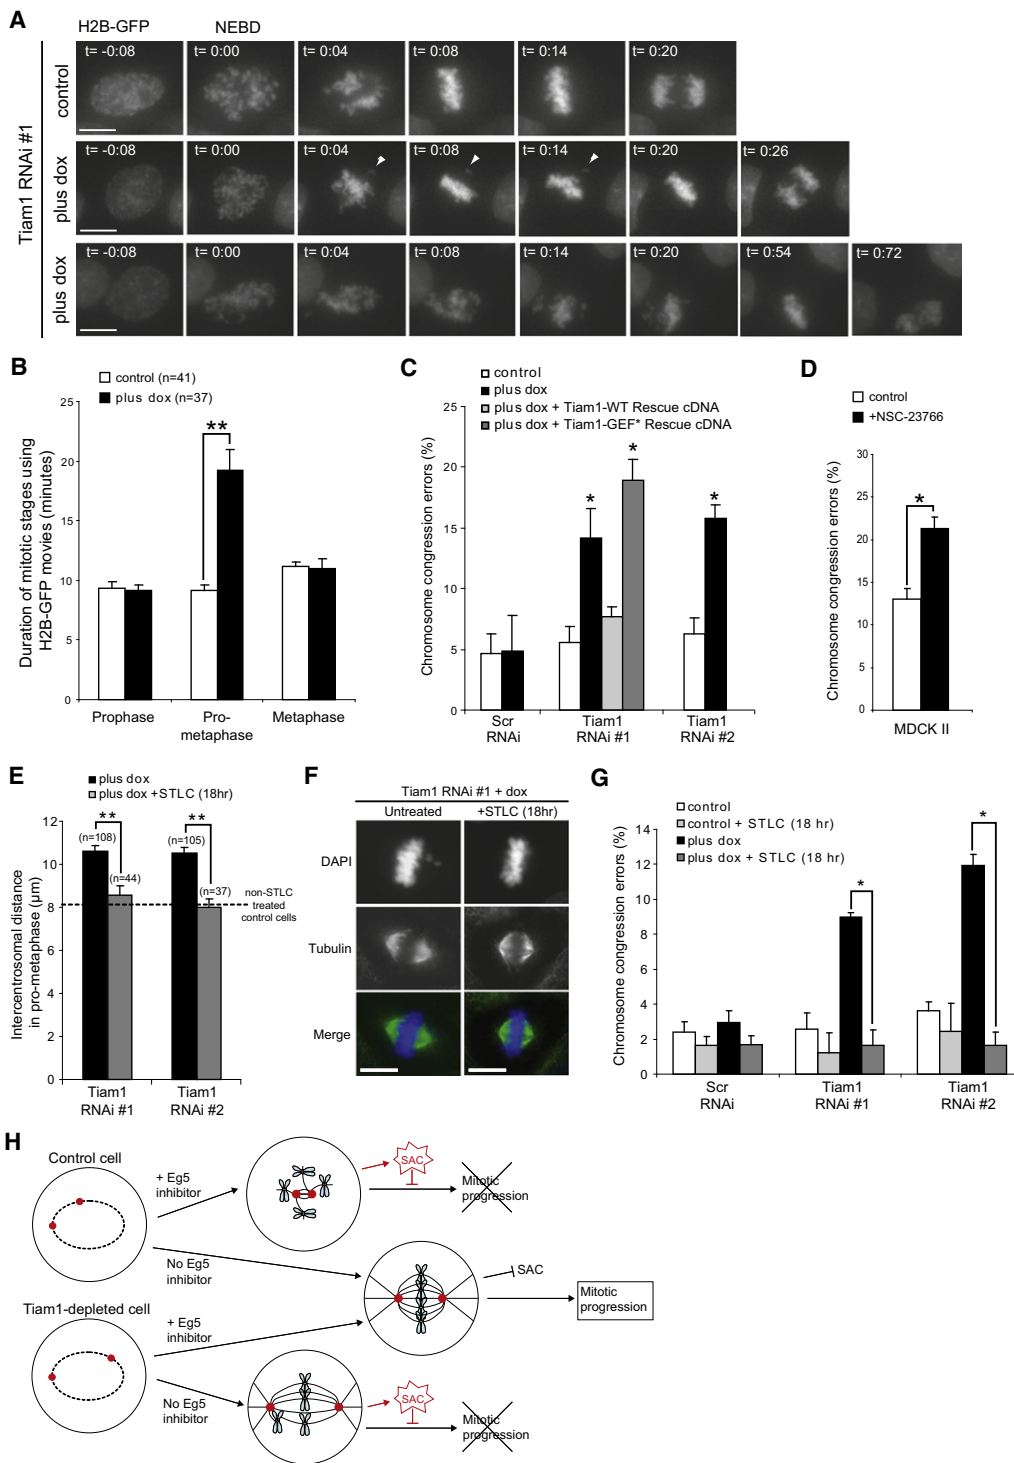 A
H2B-GFP NEBD
Tiam1 RNAi #1
control
t= -0:08 t= 0:00 t= 0:04 t= 0:08 t= 0:14 t= 0:20
plus dox
t= -0:08 t= 0:00 t= 0:04 t= 0:08 t= 0:14 t= 0:20 t= 0:26
plus dox
t= -0:08 t= 0:00 t= 0:04 t= 0:08 t= 0:14 t= 0:20 t= 0:54 t= 0:72
B
control (n=41)
plus dox (n=37)
Duration of mitotic stages using
H2B-GFP movies (minutes)
25
20
15
10
5
0
**
Prophase
Pro-
metaphase
Metaphase
C
control
plus dox
plus dox + Tiam1-WT Rescue cDNA
plus dox + Tiam1-GEF* Rescue cDNA
Chromosome congression errors (%)
25
20
15
10
5
0
*
*
*
Scr
RNAi
Tiam1
RNAi #1
Tiam1
RNAi #2
D
control
+NSC-23766
Chromosome congression errors (%)
30
25
20
15
10
5
0
*
MDCK II
E
plus dox
plus dox +STLC (18hr)
Intercentrosomal distance
in pro-metaphase (μm)
12
10
8
6
4
2
0
**
**
(n=108)
(n=44)
(n=105)
(n=37)
non-STLC
treated
control cells
Tiam1
RNAi #1
Tiam1
RNAi #2
F
Tiam1 RNAi #1 + dox
Untreated +STLC (18hr)
DAPI
Tubulin
Merge
G
control
control + STLC (18 hr)
plus dox
plus dox + STLC (18 hr)
Chromosome congression errors (%)
14
12
10
8
6
4
2
0
*
*
Scr
RNAi
Tiam1
RNAi #1
Tiam1
RNAi #2
H
Control cell
+ Eg5
inhibitor
SAC
Mitotic
progression
No Eg5
inhibitor
SAC
Mitotic
progression
Tiam1-depleted cell
+ Eg5
inhibitor
No Eg5
inhibitor
SAC
Mitotic
progression